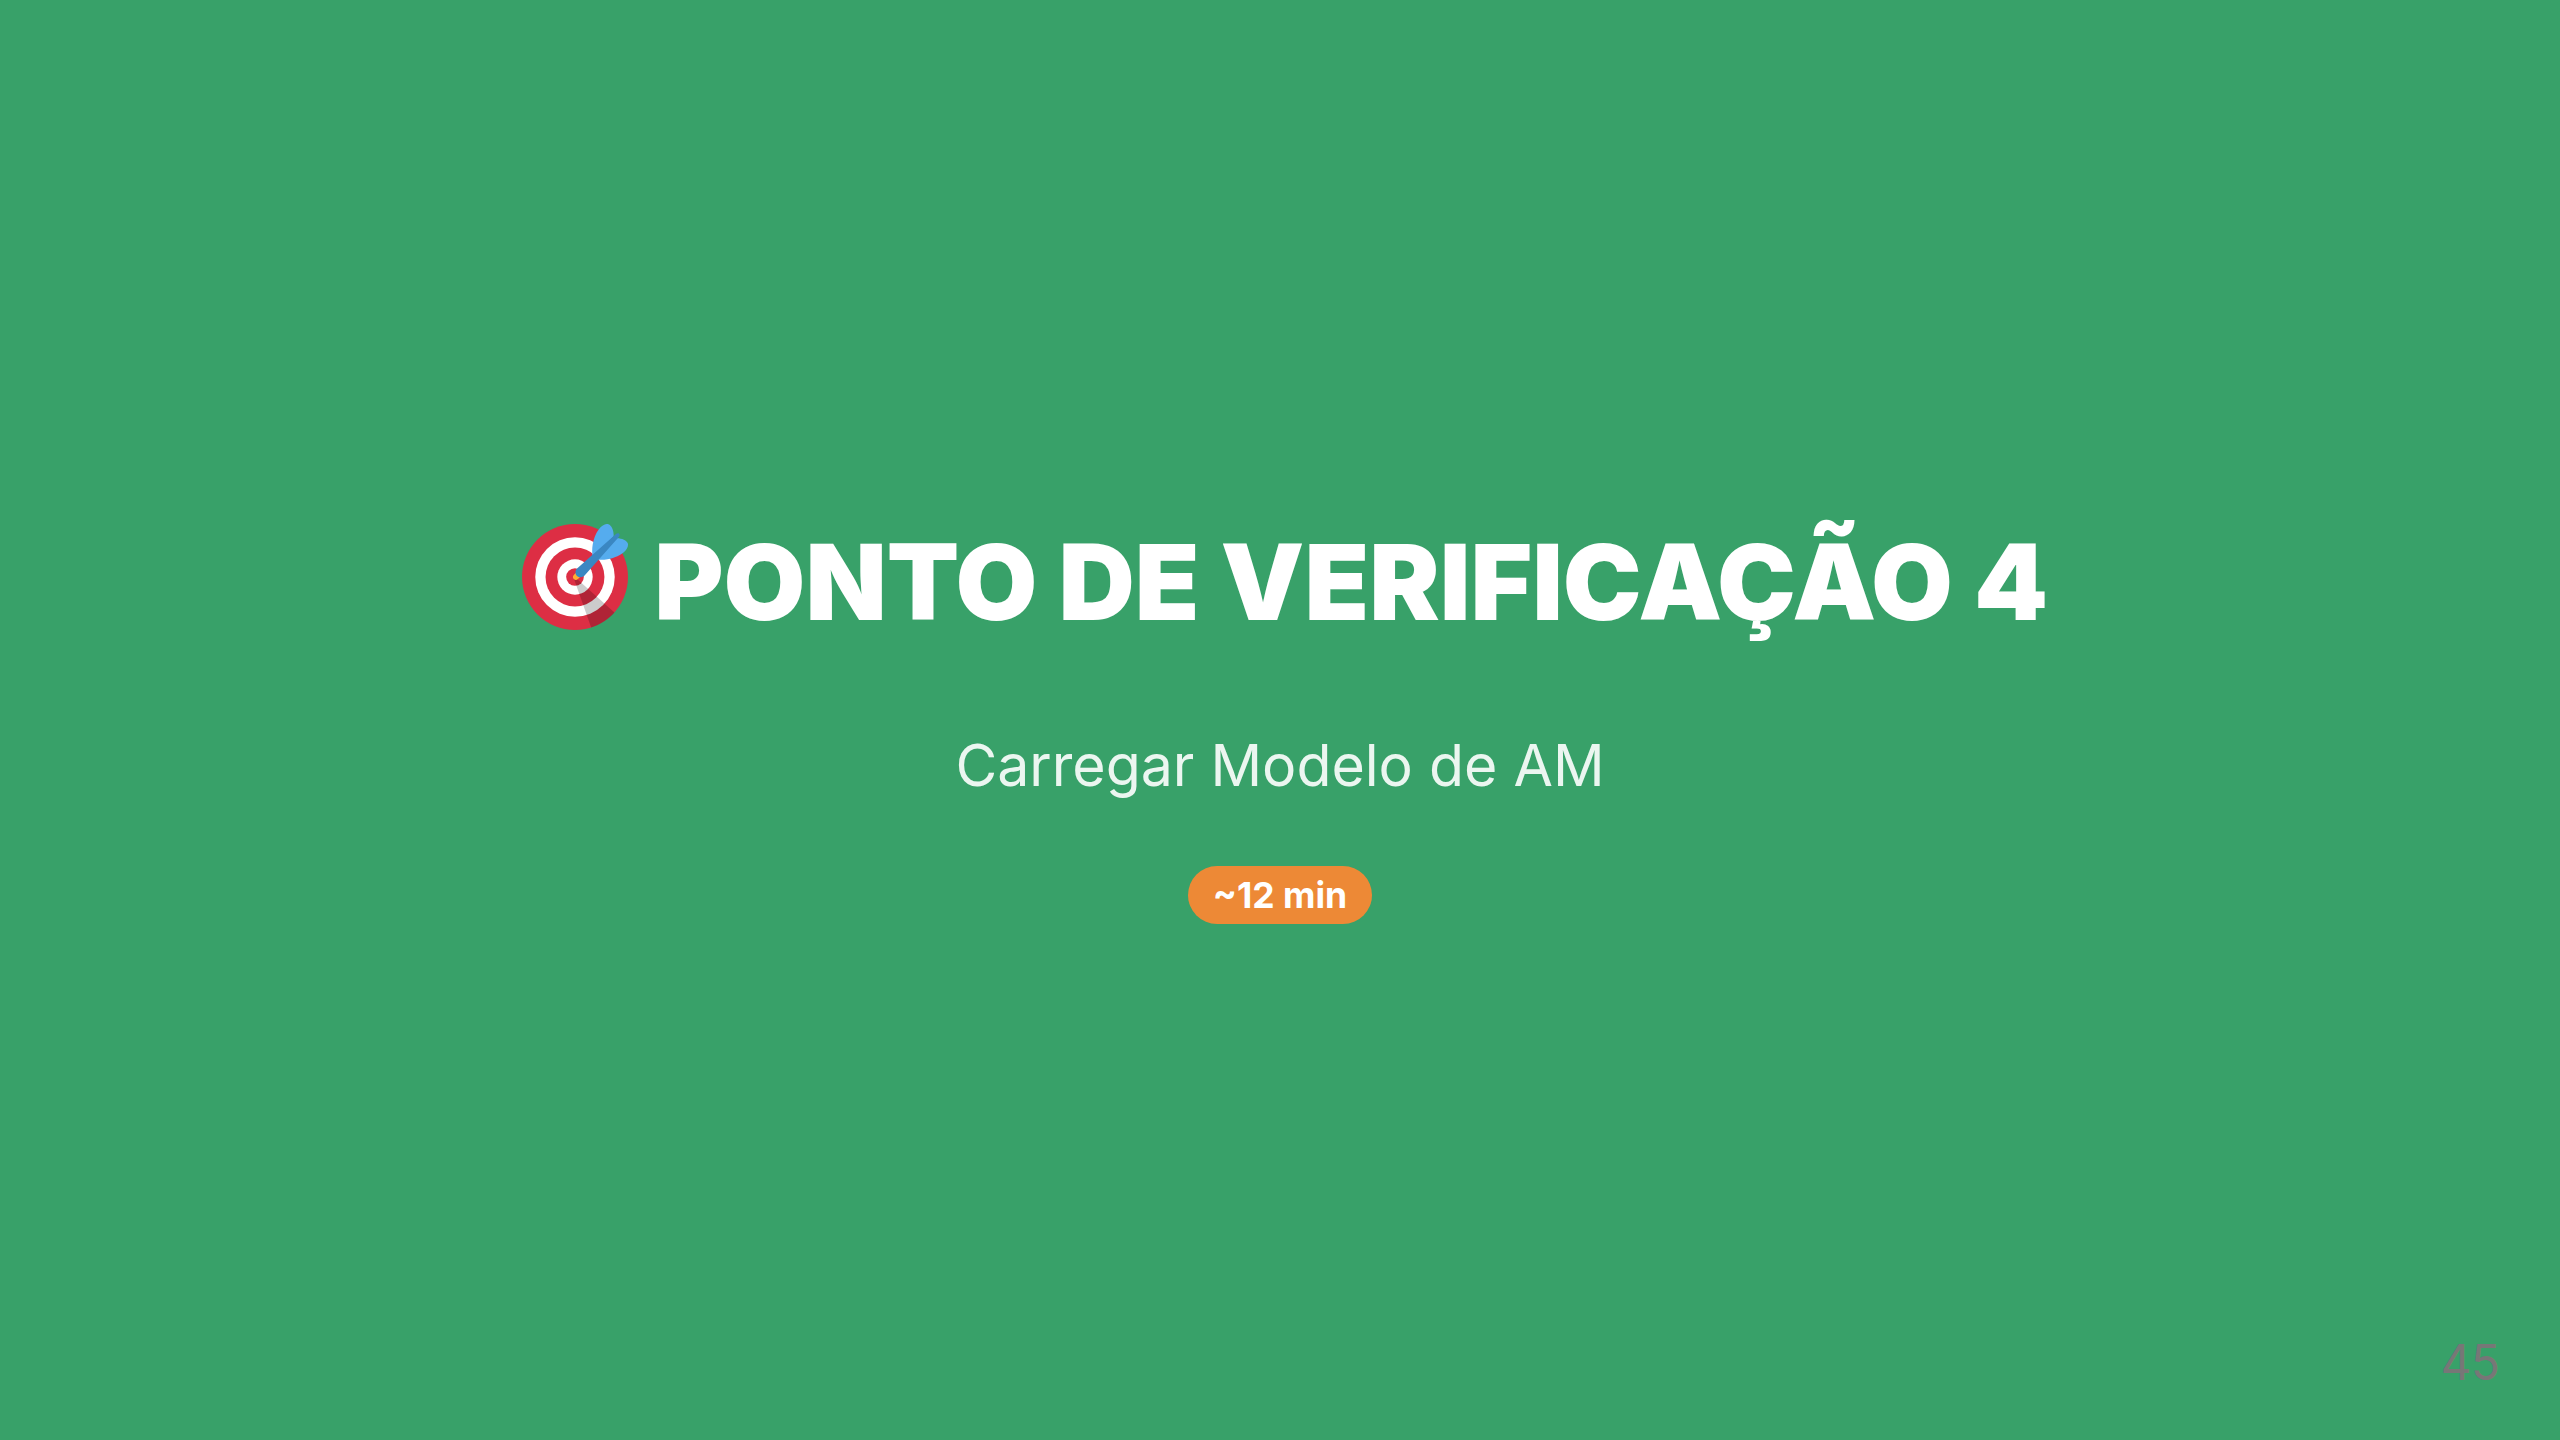 🎯 PONTO DE VERIFICAÇÃO 4
Carregar Modelo de AM
~12 min
45